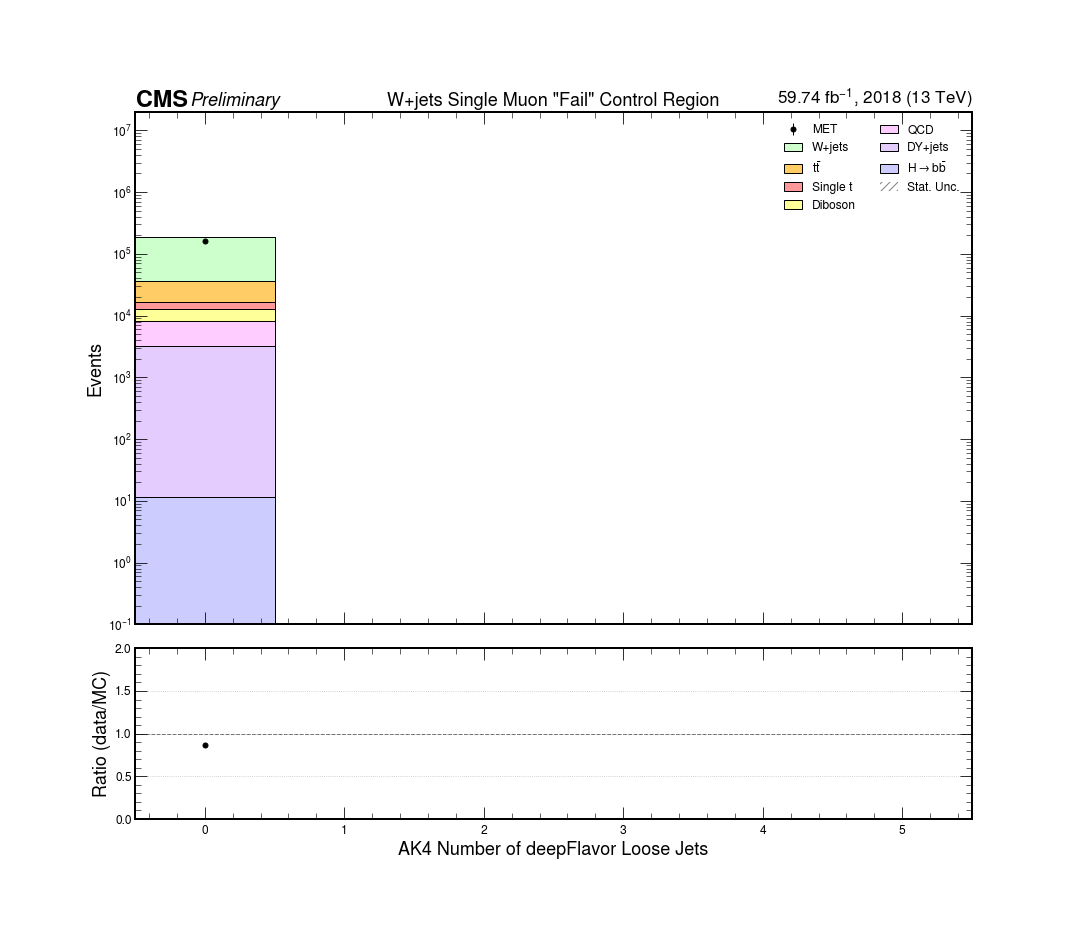 CMS Preliminary
W+jets Single Muon "Fail" Control Region
59.74 fb⁻¹, 2018 (13 TeV)
MET
W+jets
tt̄
Single t
Diboson
QCD
DY+jets
H→bb̄
Stat. Unc.
10⁷
10⁶
10⁵
10⁴
10³
10²
10¹
10⁰
10⁻¹
Events
2.0
1.5
1.0
0.5
0.0
Ratio (data/MC)
0 1 2 3 4 5
AK4 Number of deepFlavor Loose Jets